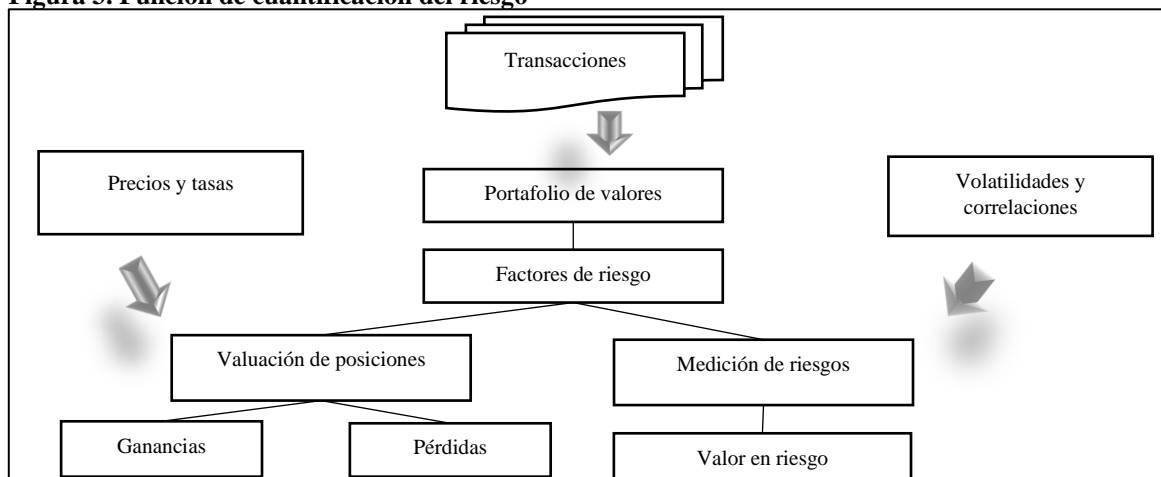 Figura 3. Función de cuantificación del riesgo
Transacciones
Precios y tasas
Portafolio de valores
Volatilidades y
correlaciones
Factores de riesgo
Valuación de posiciones
Medición de riesgos
Ganancias
Pérdidas
Valor en riesgo